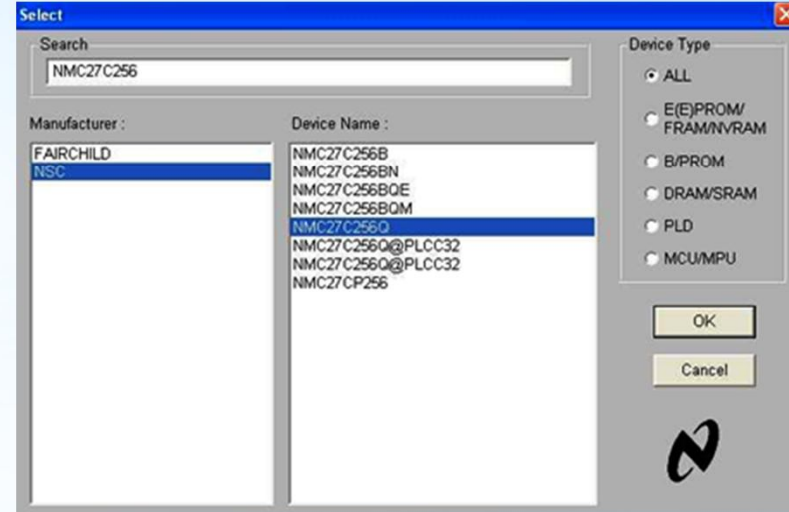 Select
Search
NMC27C256
Manufacturer :
FAIRCHILD
NSC
Device Name :
NMC27C256B
NMC27C256BN
NMC27C256BQE
NMC27C256BQM
NMC27C256Q
NMC27C256Q@PLCC32
NMC27C256Q@PLCC32
NMC27CP256
Device Type
ALL
E(E)PROM/
FRAM/NVRAM
B/PROM
DRAM/SRAM
PLD
MCU/MPU
OK
Cancel